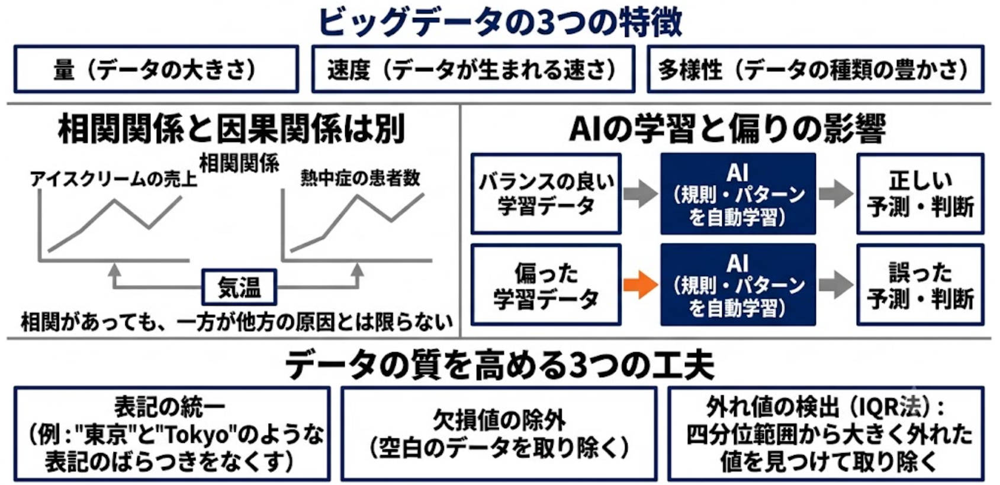 ビッグデータの3つの特徴
量（データの大きさ）
速度（データが生まれる速さ）
多様性（データの種類の豊かさ）
相関関係と因果関係は別
相関関係
アイスクリームの売上
熱中症の患者数
気温
相関があっても、一方が他方の原因とは限らない
AIの学習と偏りの影響
バランスの良い
学習データ
AI
（規則・パターン
を自動学習）
正しい
予測・判断
偏った
学習データ
AI
（規則・パターン
を自動学習）
誤った
予測・判断
データの質を高める3つの工夫
表記の統一
（例："東京"と"Tokyo"のような
表記のばらつきをなくす）
欠損値の除外
（空白のデータを取り除く）
外れ値の検出（IQR法）：
四分位範囲から大きく外れた
値を見つけて取り除く